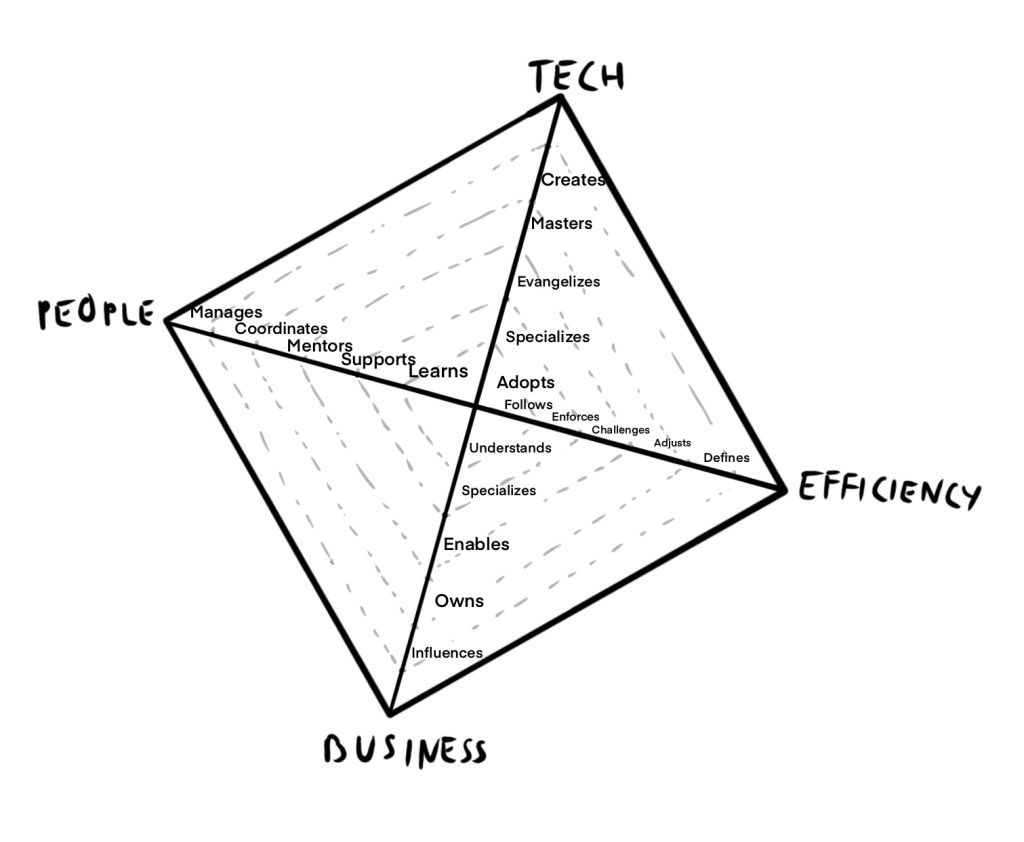 TECH
Creates
Masters
Evangelizes
Specializes
Adopts
PEOPLE
Manages
Coordinates
Mentors
Supports
Learns
Follows
Enforces
Challenges
Adjusts
Defines
EFFICIENCY
Understands
Specializes
Enables
Owns
Influences
BUSINESS